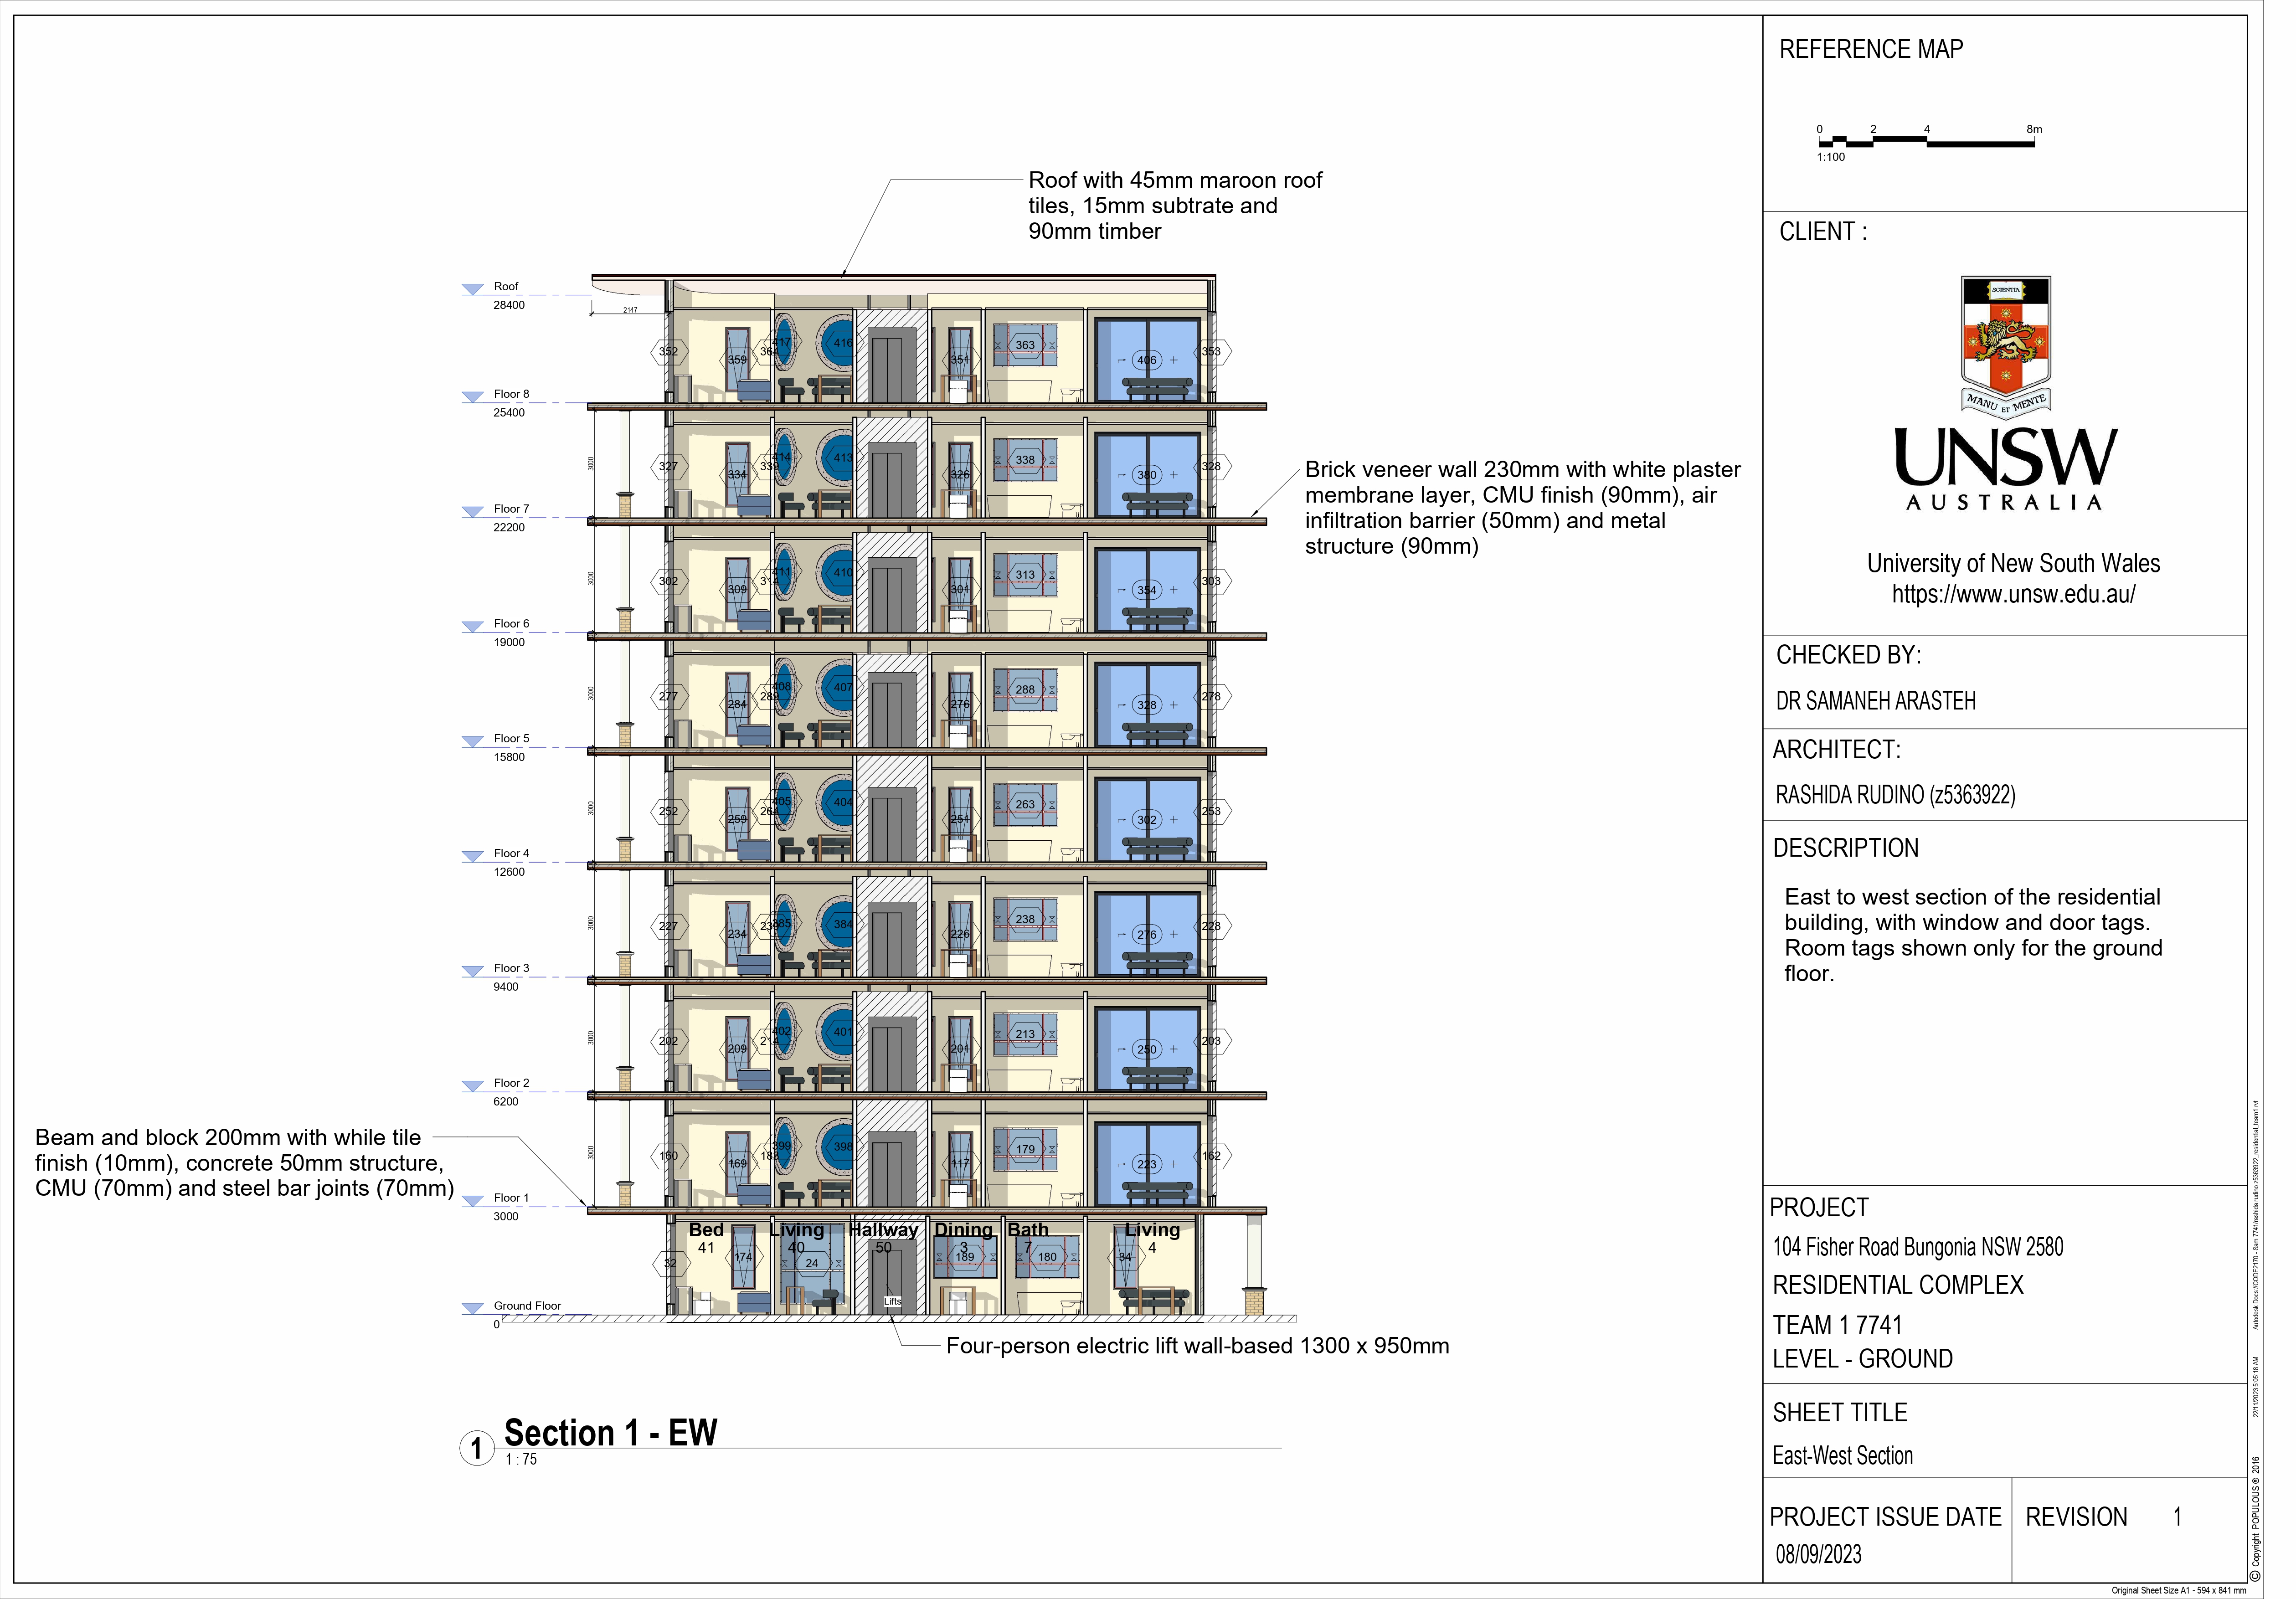 Roof with 45mm maroon roof
tiles, 15mm subtrate and
90mm timber
Roof
28400
2147
352
359
364
417
416
351
363
406
353
Floor 8
25400
3000
327
334
339
414
413
326
338
380
328
Brick veneer wall 230mm with white plaster
membrane layer, CMU finish (90mm), air
infiltration barrier (50mm) and metal
structure (90mm)
Floor 7
22200
3000
302
309
314
411
410
301
313
354
303
Floor 6
19000
3000
277
284
289
408
407
276
288
328
278
Floor 5
15800
3000
252
259
264
405
404
251
263
302
253
Floor 4
12600
3000
227
234
385
384
226
238
276
228
Floor 3
9400
3000
202
209
214
402
401
201
213
250
203
Floor 2
6200
Beam and block 200mm with while tile
finish (10mm), concrete 50mm structure,
CMU (70mm) and steel bar joints (70mm)
3000
160
169
399
398
117
179
223
162
Floor 1
3000
Bed
41
Living
40
Hallway
50
Dining
3
Bath
7
Living
4
32
174
24
189
180
34
Lifts
Ground Floor
0
Four-person electric lift wall-based 1300 x 950mm
1
Section 1 - EW
1 : 75
REFERENCE MAP
0 2 4 8m
1:100
CLIENT :
SCIENTIA
MANU ET MENTE
UNSW
AUSTRALIA
University of New South Wales
https://www.unsw.edu.au/
CHECKED BY:
DR SAMANEH ARASTEH
ARCHITECT:
RASHIDA RUDINO (z5363922)
DESCRIPTION
East to west section of the residential
building, with window and door tags.
Room tags shown only for the ground
floor.
PROJECT
104 Fisher Road Bungonia NSW 2580
RESIDENTIAL COMPLEX
TEAM 1 7741
LEVEL - GROUND
SHEET TITLE
East-West Section
PROJECT ISSUE DATE
08/09/2023
REVISION 1
© Copyright POPULOUS ® 2016
22/11/2023 5:05:18 AM
Original Sheet Size A1 - 594 x 841 mm